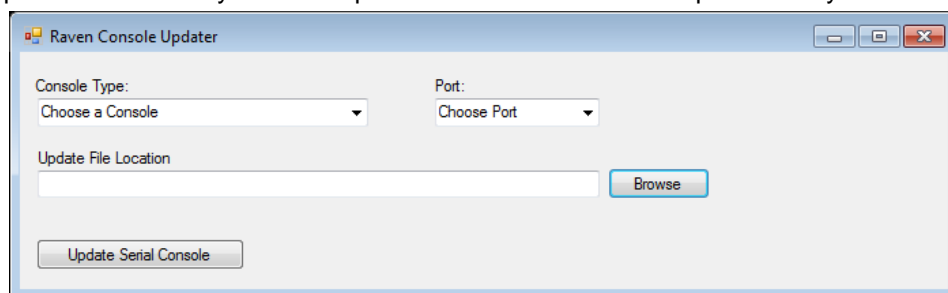 Raven Console Updater
Console Type: Port:
Choose a Console Choose Port
Update File Location
Browse
Update Serial Console